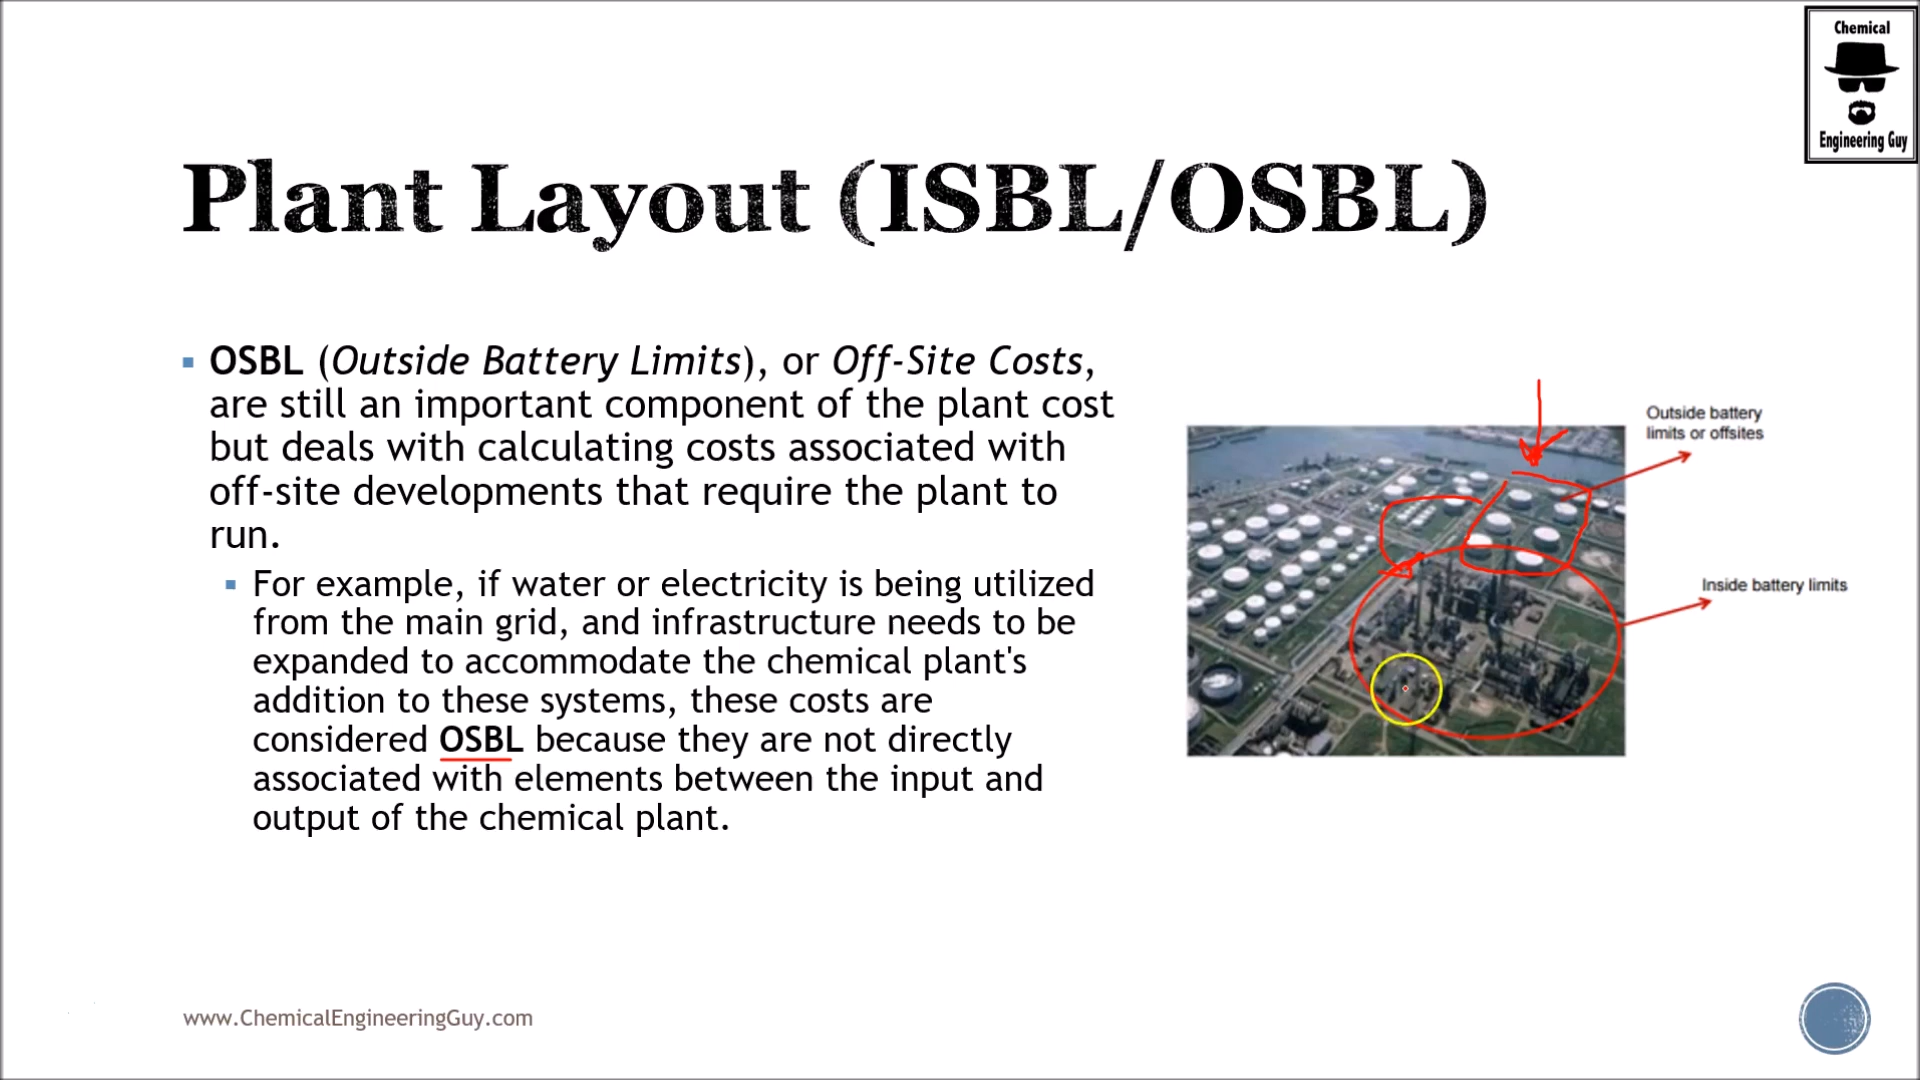 Chemical
Engineering Guy
Plant Layout (ISBL/OSBL)
OSBL (Outside Battery Limits), or Off-Site Costs,
are still an important component of the plant cost
but deals with calculating costs associated with
off-site developments that require the plant to
run.
For example, if water or electricity is being utilized
from the main grid, and infrastructure needs to be
expanded to accommodate the chemical plant's
addition to these systems, these costs are
considered OSBL because they are not directly
associated with elements between the input and
output of the chemical plant.
Outside battery
limits or offsites
Inside battery limits
www.ChemicalEngineeringGuy.com